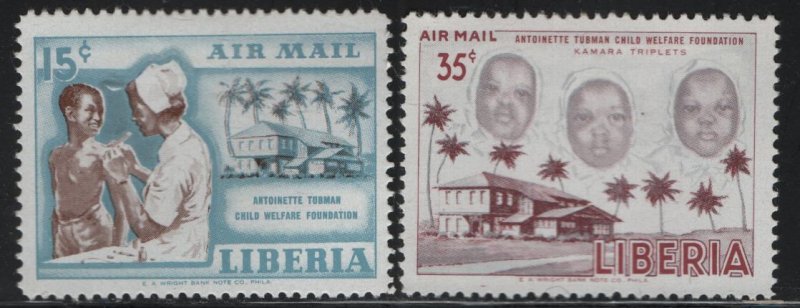 15¢
AIR MAIL
LIBERIA
ANTOINETTE TUBMAN
CHILD WELFARE FOUNDATION
LIBERIA
E. A. WRIGHT BANK NOTE CO., PHILA.
AIR MAIL
ANTOINETTE TUBMAN CHILD WELFARE FOUNDATION
KAMARA TRIPLETS
35¢
LIBERIA
E. A. WRIGHT BANK NOTE CO., PHILA.